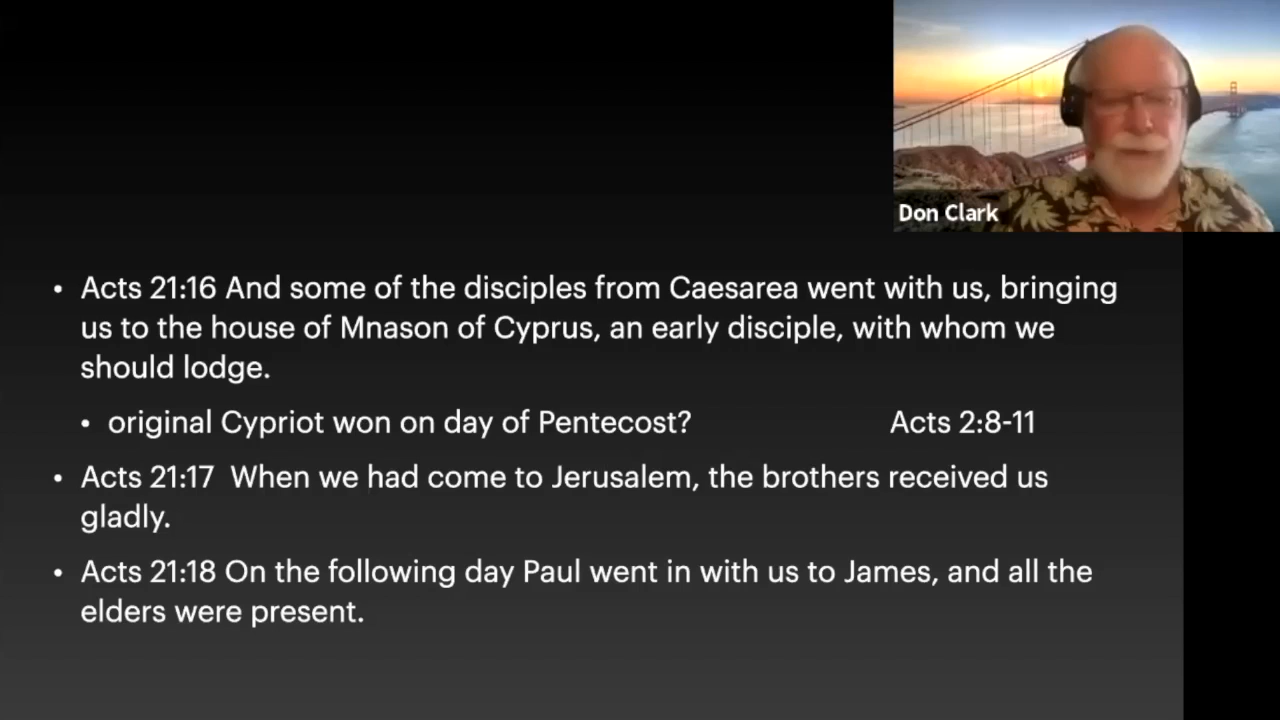 Don Clark
• Acts 21:16 And some of the disciples from Caesarea went with us, bringing
us to the house of Mnason of Cyprus, an early disciple, with whom we
should lodge.
• original Cypriot won on day of Pentecost? Acts 2:8-11
• Acts 21:17 When we had come to Jerusalem, the brothers received us
gladly.
• Acts 21:18 On the following day Paul went in with us to James, and all the
elders were present.